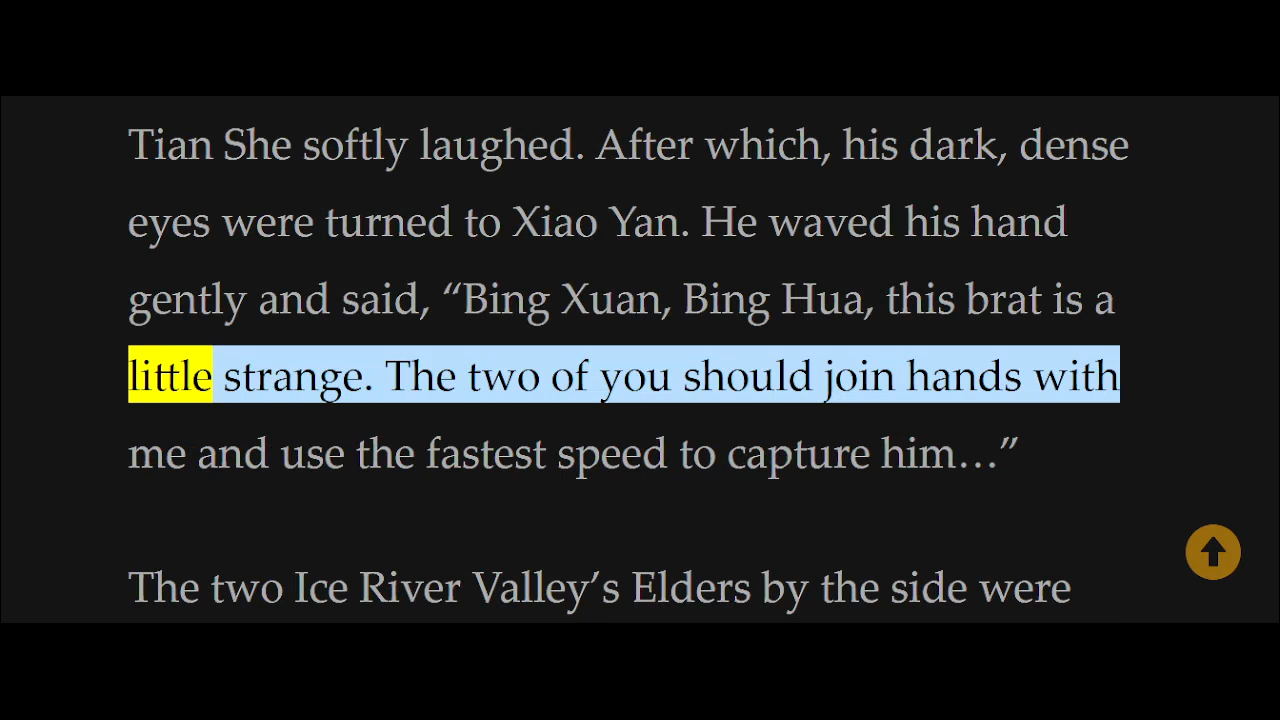 Tian She softly laughed. After which, his dark, dense
eyes were turned to Xiao Yan. He waved his hand
gently and said, “Bing Xuan, Bing Hua, this brat is a
little strange. The two of you should join hands with
me and use the fastest speed to capture him…”
The two Ice River Valley’s Elders by the side were